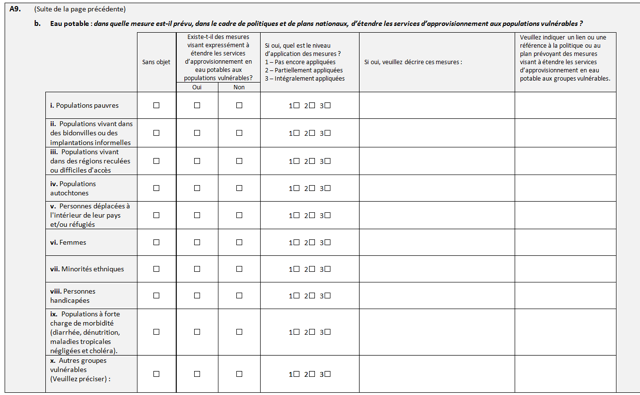 A9. (Suite de la page précédente)
b. Eau potable : dans quelle mesure est-il prévu, dans le cadre de politiques et de plans nationaux, d'étendre les services d'approvisionnement aux populations vulnérables ?
Sans objet
Existe-t-il des mesures
visant expressément à
étendre les services
d'approvisionnement en
eau potables aux
populations vulnérables?
Oui Non
Si oui, quel est le niveau
d'application des mesures ?
1 – Pas encore appliquées
2 – Partiellement appliquées
3 – Intégralement appliquées
Si oui, veuillez décrire ces mesures :
Veuillez indiquer un lien ou une
référence à la politique ou au
plan prévoyant des mesures
visant à étendre les services
d'approvisionnement en eau
potable aux groupes vulnérables.
i. Populations pauvres
☐ ☐ ☐ 1☐ 2☐ 3☐
ii. Populations vivant dans
des bidonvilles ou des
implantations informelles
☐ ☐ ☐ 1☐ 2☐ 3☐
iii. Populations vivant
dans des régions reculées
ou difficiles d'accès
☐ ☐ ☐ 1☐ 2☐ 3☐
iv. Populations
autochtones
☐ ☐ ☐ 1☐ 2☐ 3☐
v. Personnes déplacées à
l'intérieur de leur pays
et/ou réfugiés
☐ ☐ ☐ 1☐ 2☐ 3☐
vi. Femmes
☐ ☐ ☐ 1☐ 2☐ 3☐
vii. Minorités ethniques
☐ ☐ ☐ 1☐ 2☐ 3☐
viii. Personnes
handicapées
☐ ☐ ☐ 1☐ 2☐ 3☐
ix. Populations à forte
charge de morbidité
(diarrhée, dénutrition,
maladies tropicales
négligées et choléra).
☐ ☐ ☐ 1☐ 2☐ 3☐
x. Autres groupes
vulnérables
(Veuillez préciser) :
☐ ☐ ☐ 1☐ 2☐ 3☐